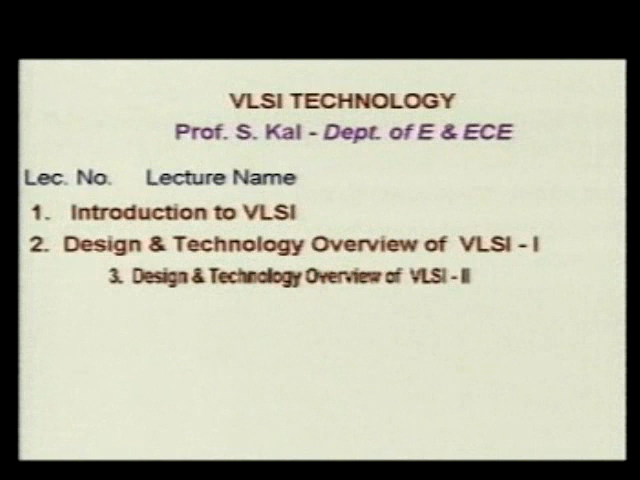 VLSI TECHNOLOGY
Prof. S. Kal - Dept. of E & ECE
Lec. No. Lecture Name
1. Introduction to VLSI
2. Design & Technology Overview of VLSI - I
3. Design & Technology Overview of VLSI - II